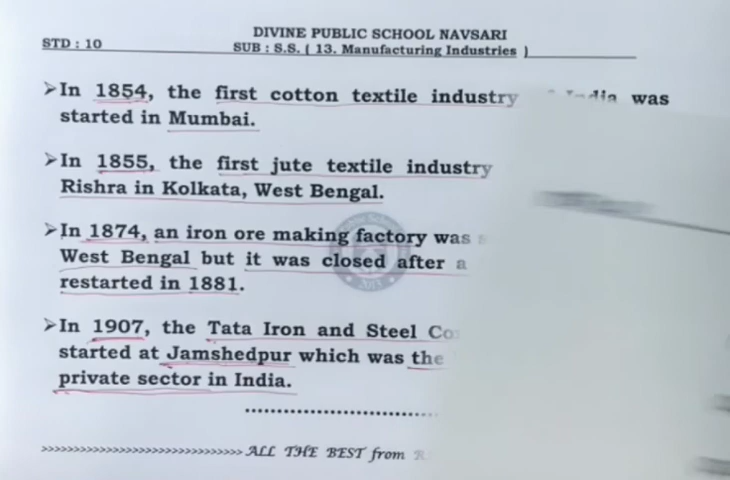 DIVINE PUBLIC SCHOOL NAVSARI
STD : 10
SUB : S.S. ( 13. Manufacturing Industries )
➢In 1854, the first cotton textile industry India was
started in Mumbai.
➢In 1855, the first jute textile industry
Rishra in Kolkata, West Bengal.
➢In 1874, an iron ore making factory was
West Bengal but it was closed after a
restarted in 1881.
➢In 1907, the Tata Iron and Steel
started at Jamshedpur which was the
private sector in India.
ALL THE BEST from
2013